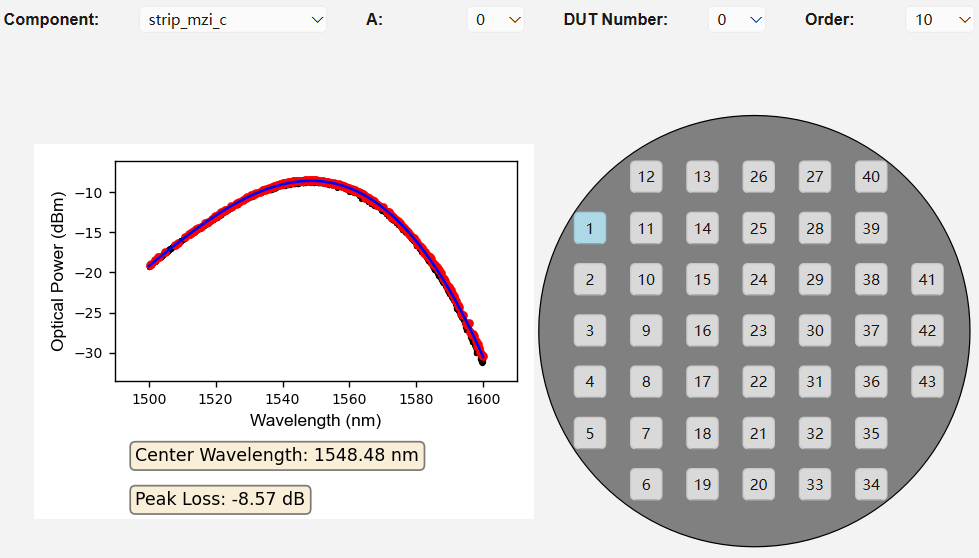 Component: strip_mzi_c A: 0 DUT Number: 0 Order: 10
Optical Power (dBm)
−10
−15
−20
−25
−30
1500 1520 1540 1560 1580 1600
Wavelength (nm)
Center Wavelength: 1548.48 nm
Peak Loss: -8.57 dB
12 13 26 27 40
1 11 14 25 28 39
2 10 15 24 29 38 41
3 9 16 23 30 37 42
4 8 17 22 31 36 43
5 7 18 21 32 35
6 19 20 33 34